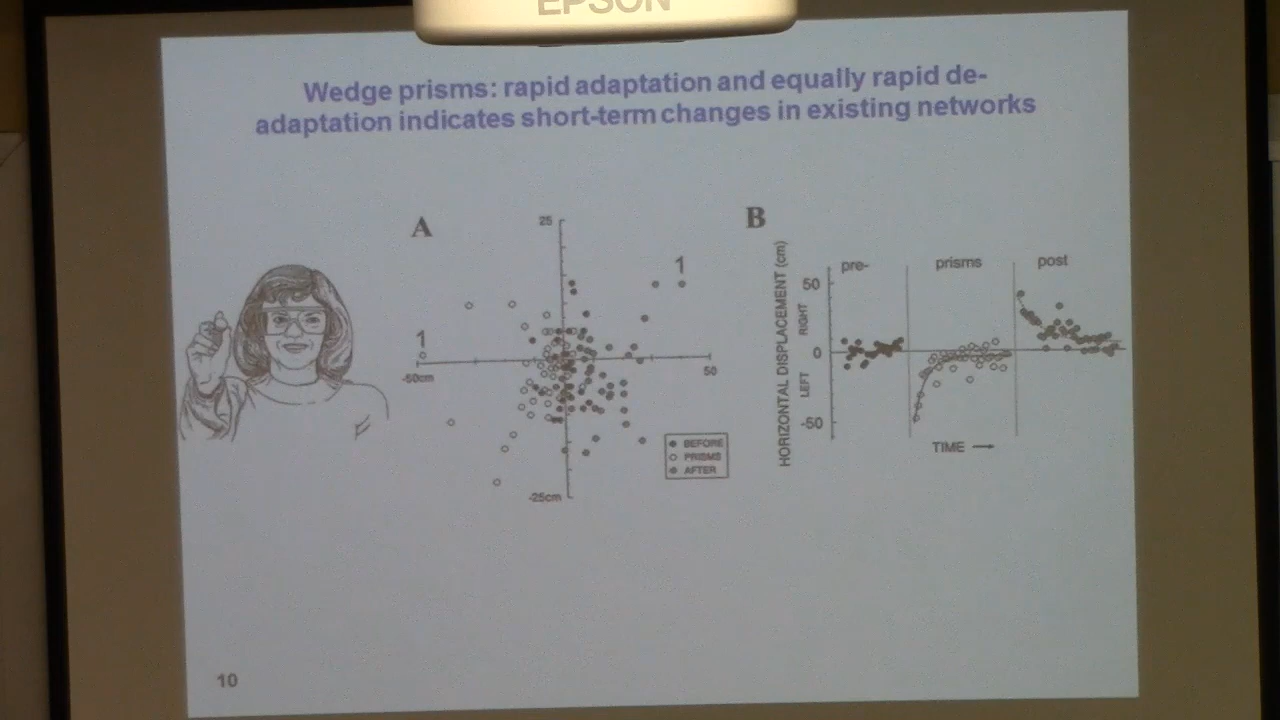 EPSON
Wedge prisms: rapid adaptation and equally rapid de-
adaptation indicates short-term changes in existing networks
A
25
1
1
-50cm
50
BEFORE
PRISMS
AFTER
-25cm
B
HORIZONTAL DISPLACEMENT (cm)
LEFT RIGHT
50
0
-50
pre-
prisms
post
TIME →
10